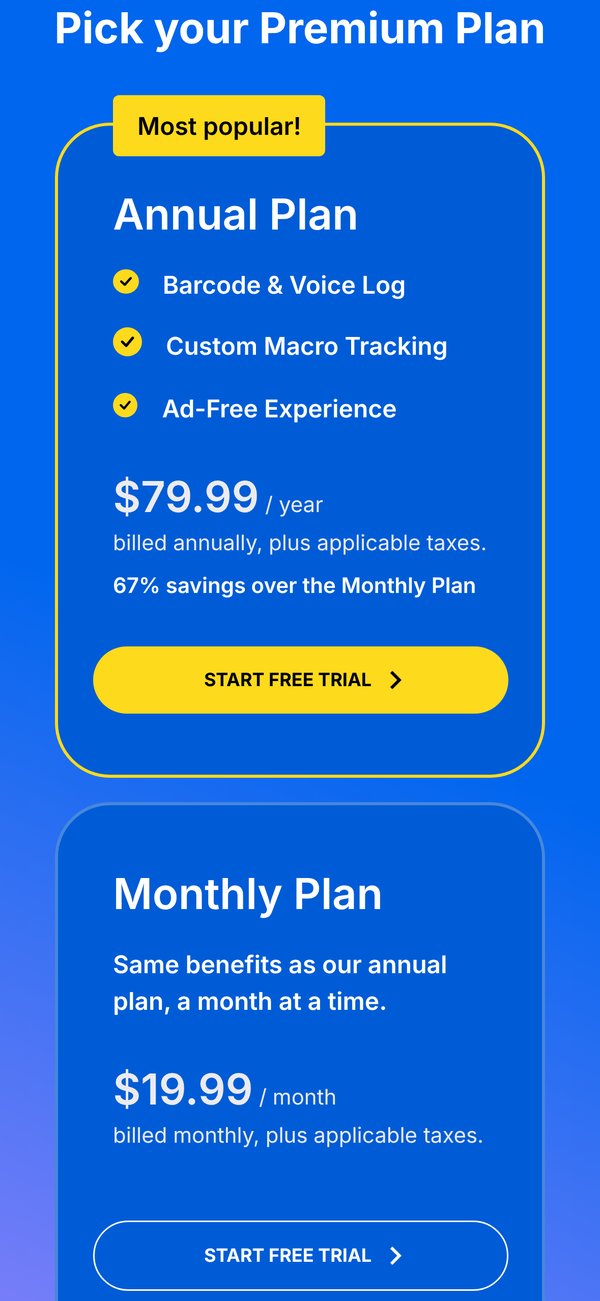 Pick your Premium Plan
Most popular!
Annual Plan
Barcode & Voice Log
Custom Macro Tracking
Ad-Free Experience
$79.99 / year
billed annually, plus applicable taxes.
67% savings over the Monthly Plan
START FREE TRIAL
Monthly Plan
Same benefits as our annual
plan, a month at a time.
$19.99 / month
billed monthly, plus applicable taxes.
START FREE TRIAL